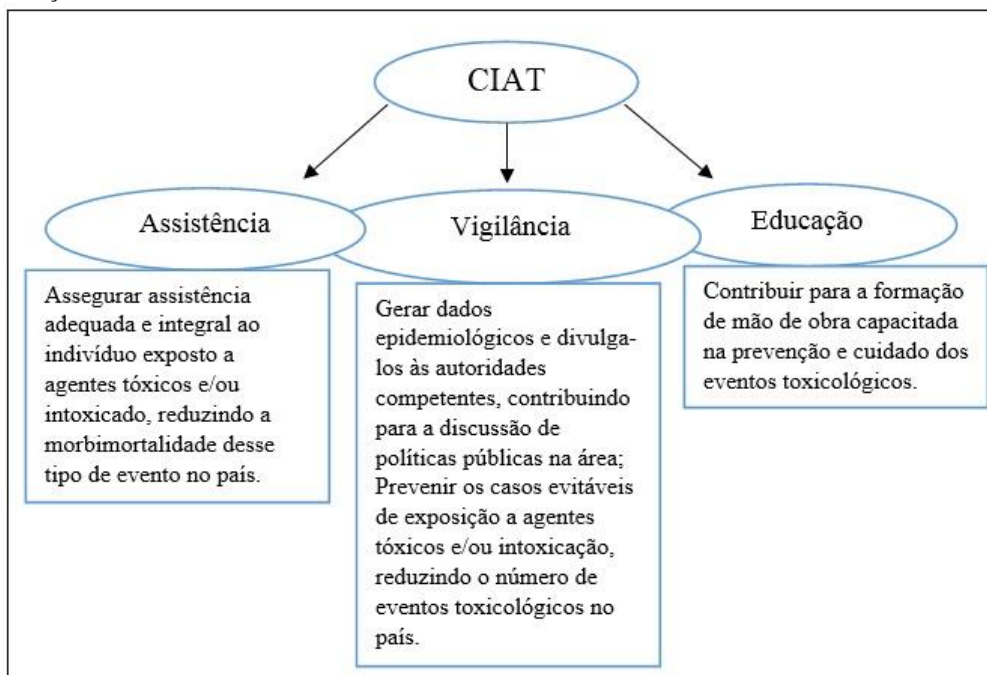 CIAT
Assistência
Vigilância
Educação
Assegurar assistência
adequada e integral ao
indivíduo exposto a
agentes tóxicos e/ou
intoxicado, reduzindo a
morbimortalidade desse
tipo de evento no país.
Gerar dados
epidemiológicos e divulga-
los às autoridades
competentes, contribuindo
para a discussão de
políticas públicas na área;
Prevenir os casos evitáveis
de exposição a agentes
tóxicos e/ou intoxicação,
reduzindo o número de
eventos toxicológicos no
país.
Contribuir para a formação
de mão de obra capacitada
na prevenção e cuidado dos
eventos toxicológicos.